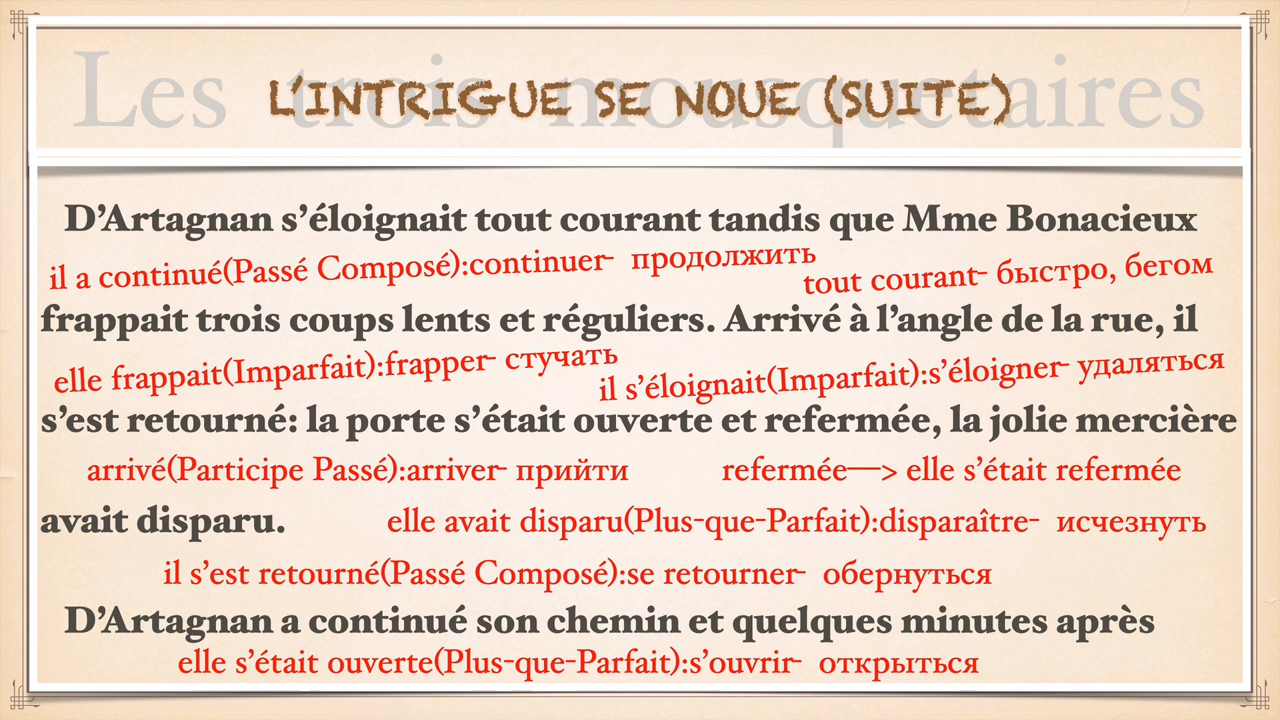 Les trois mousquetaires
L'INTRIGUE SE NOUE (SUITE)
D'Artagnan s'éloignait tout courant tandis que Mme Bonacieux
il a continué(Passé Composé):continuer- продолжить
tout courant- быстро, бегом
frappait trois coups lents et réguliers. Arrivé à l'angle de la rue, il
elle frappait(Imparfait):frapper- стучать
il s'éloignait(Imparfait):s'éloigner- удаляться
s'est retourné: la porte s'était ouverte et refermée, la jolie mercière
arrivé(Participe Passé):arriver- прийти
refermée—> elle s'était refermée
avait disparu.
elle avait disparu(Plus-que-Parfait):disparaître- исчезнуть
il s'est retourné(Passé Composé):se retourner- обернуться
D'Artagnan a continué son chemin et quelques minutes après
elle s'était ouverte(Plus-que-Parfait):s'ouvrir- открыться